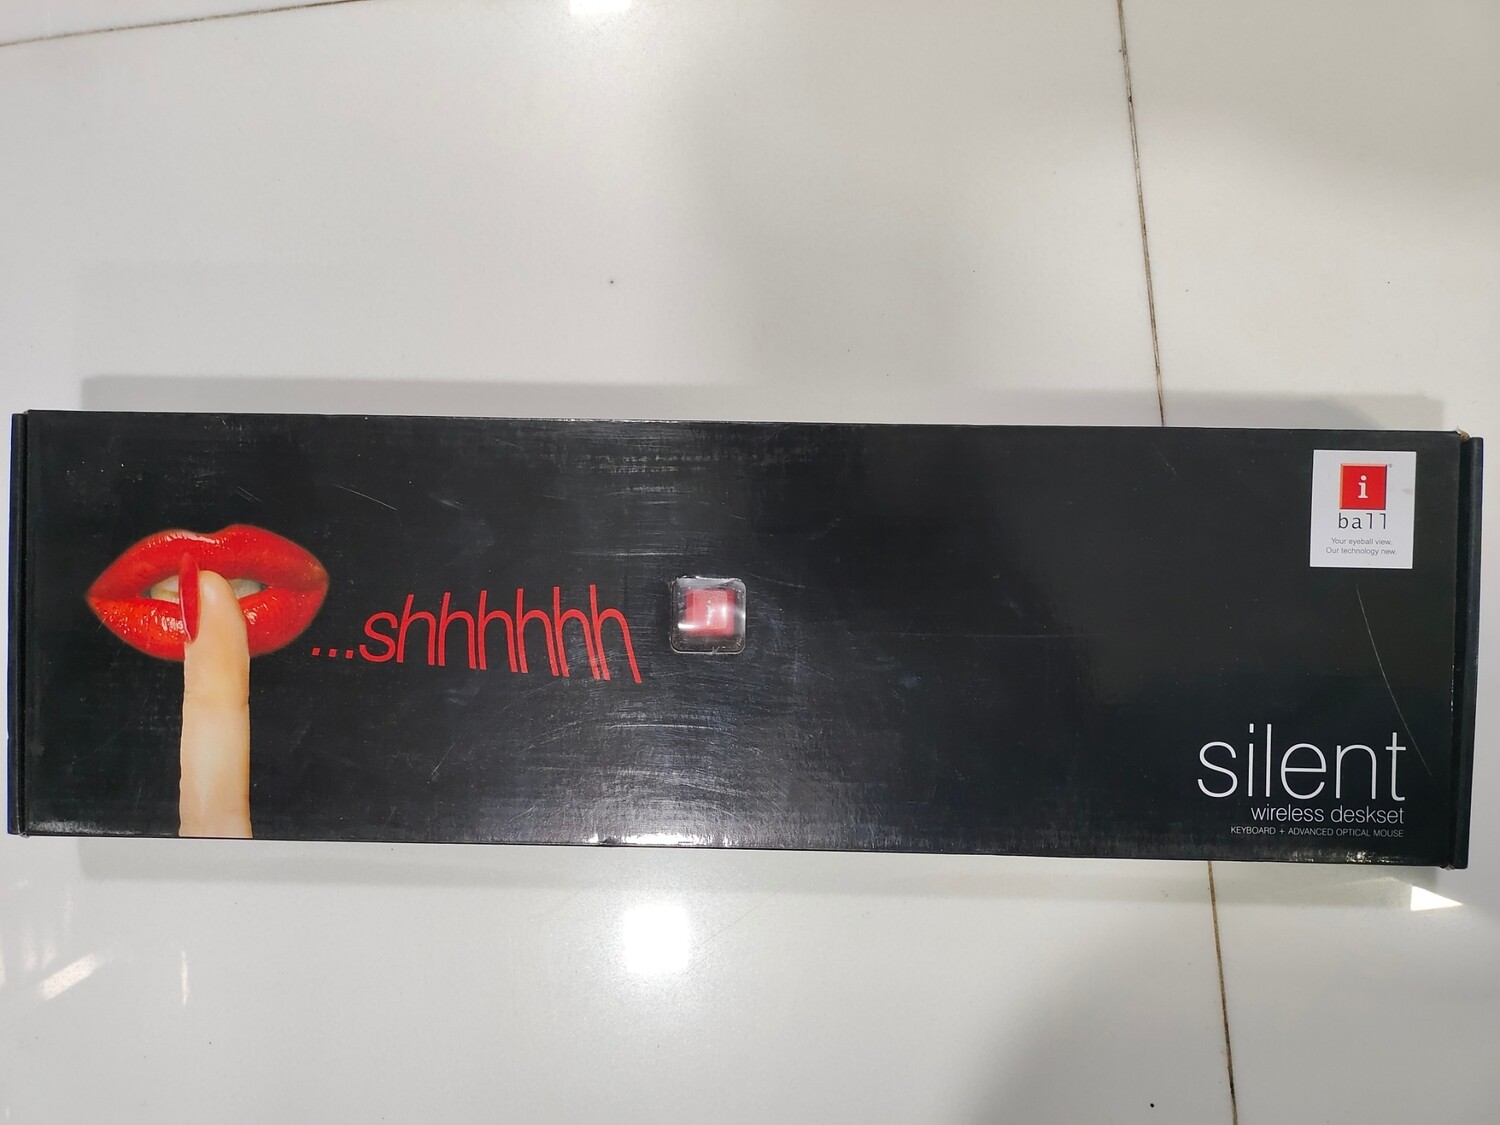 ...shhhhhh
i
i
®
ball
Your eyeball view.
Our technology new.
silent
wireless deskset
KEYBOARD + ADVANCED OPTICAL MOUSE